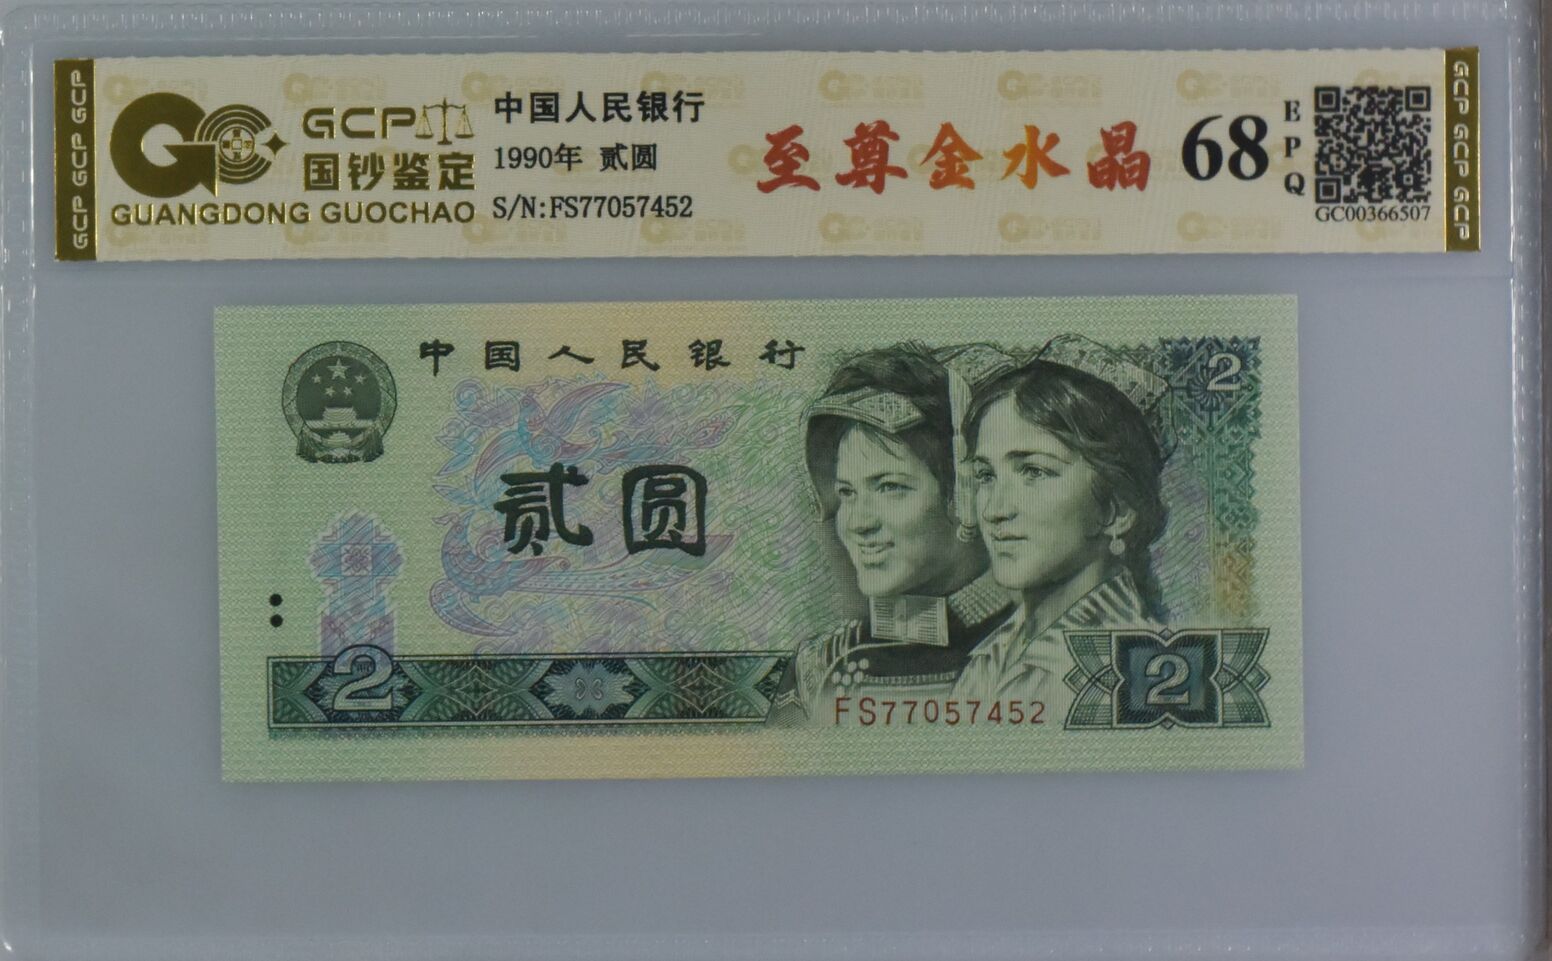 GCP GCP GCP
GCP
国钞鉴定
GUANGDONG GUOCHAO
中国人民银行
1990年 贰圆
S/N:FS77057452
至尊金水晶
68
EPQ
GC00366507
GCP GCP GCP
中国人民银行
2
贰圆
2
FS77057452
2